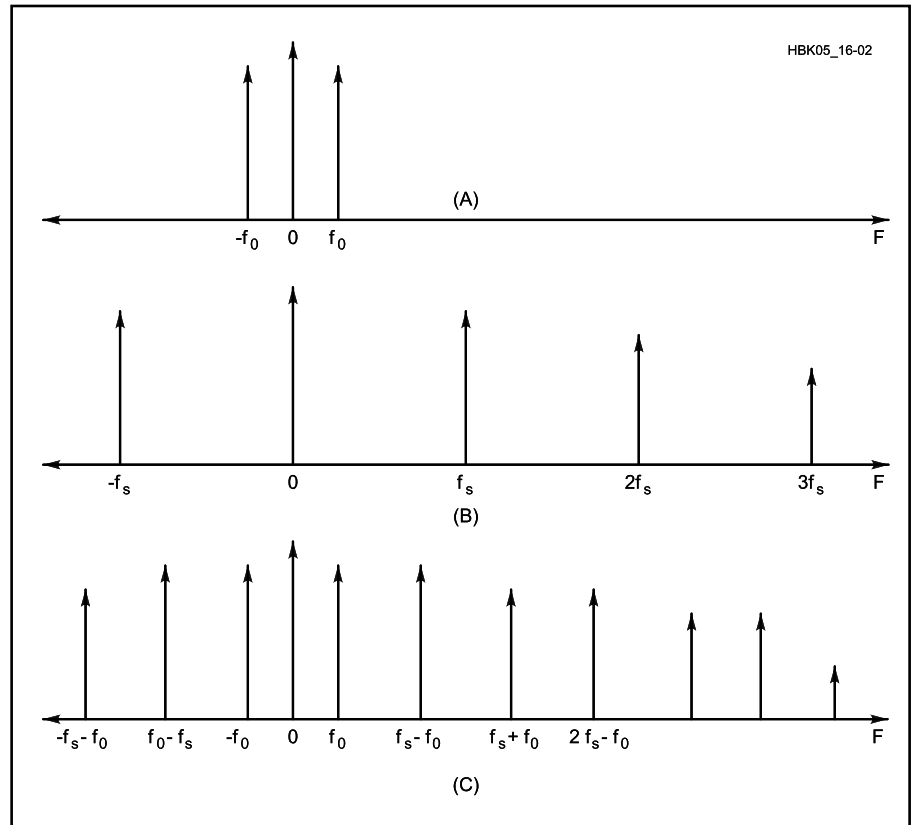 HBK05_16-02
(A)
-f₀ 0 f₀ F
-fₛ 0 fₛ 2fₛ 3fₛ F
(B)
-fₛ- f₀ f₀- fₛ -f₀ 0 f₀ fₛ- f₀ fₛ+ f₀ 2 fₛ- f₀ F
(C)